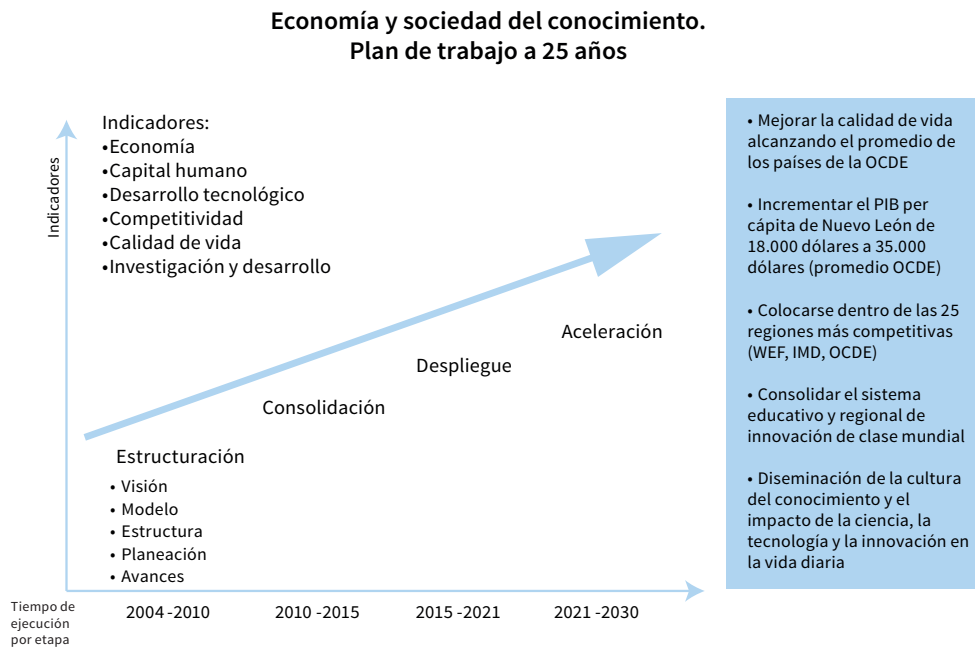 Economía y sociedad del conocimiento.
Plan de trabajo a 25 años
Indicadores
Indicadores:
•Economía
•Capital humano
•Desarrollo tecnológico
•Competitividad
•Calidad de vida
•Investigación y desarrollo
Aceleración
Despliegue
Consolidación
Estructuración
• Visión
• Modelo
• Estructura
• Planeación
• Avances
Tiempo de
ejecución
por etapa
2004 -2010
2010 -2015
2015 -2021
2021 -2030
• Mejorar la calidad de vida
alcanzando el promedio de
los países de la OCDE
• Incrementar el PIB per
cápita de Nuevo León de
18.000 dólares a 35.000
dólares (promedio OCDE)
• Colocarse dentro de las 25
regiones más competitivas
(WEF, IMD, OCDE)
• Consolidar el sistema
educativo y regional de
innovación de clase mundial
• Diseminación de la cultura
del conocimiento y el
impacto de la ciencia, la
tecnología y la innovación en
la vida diaria